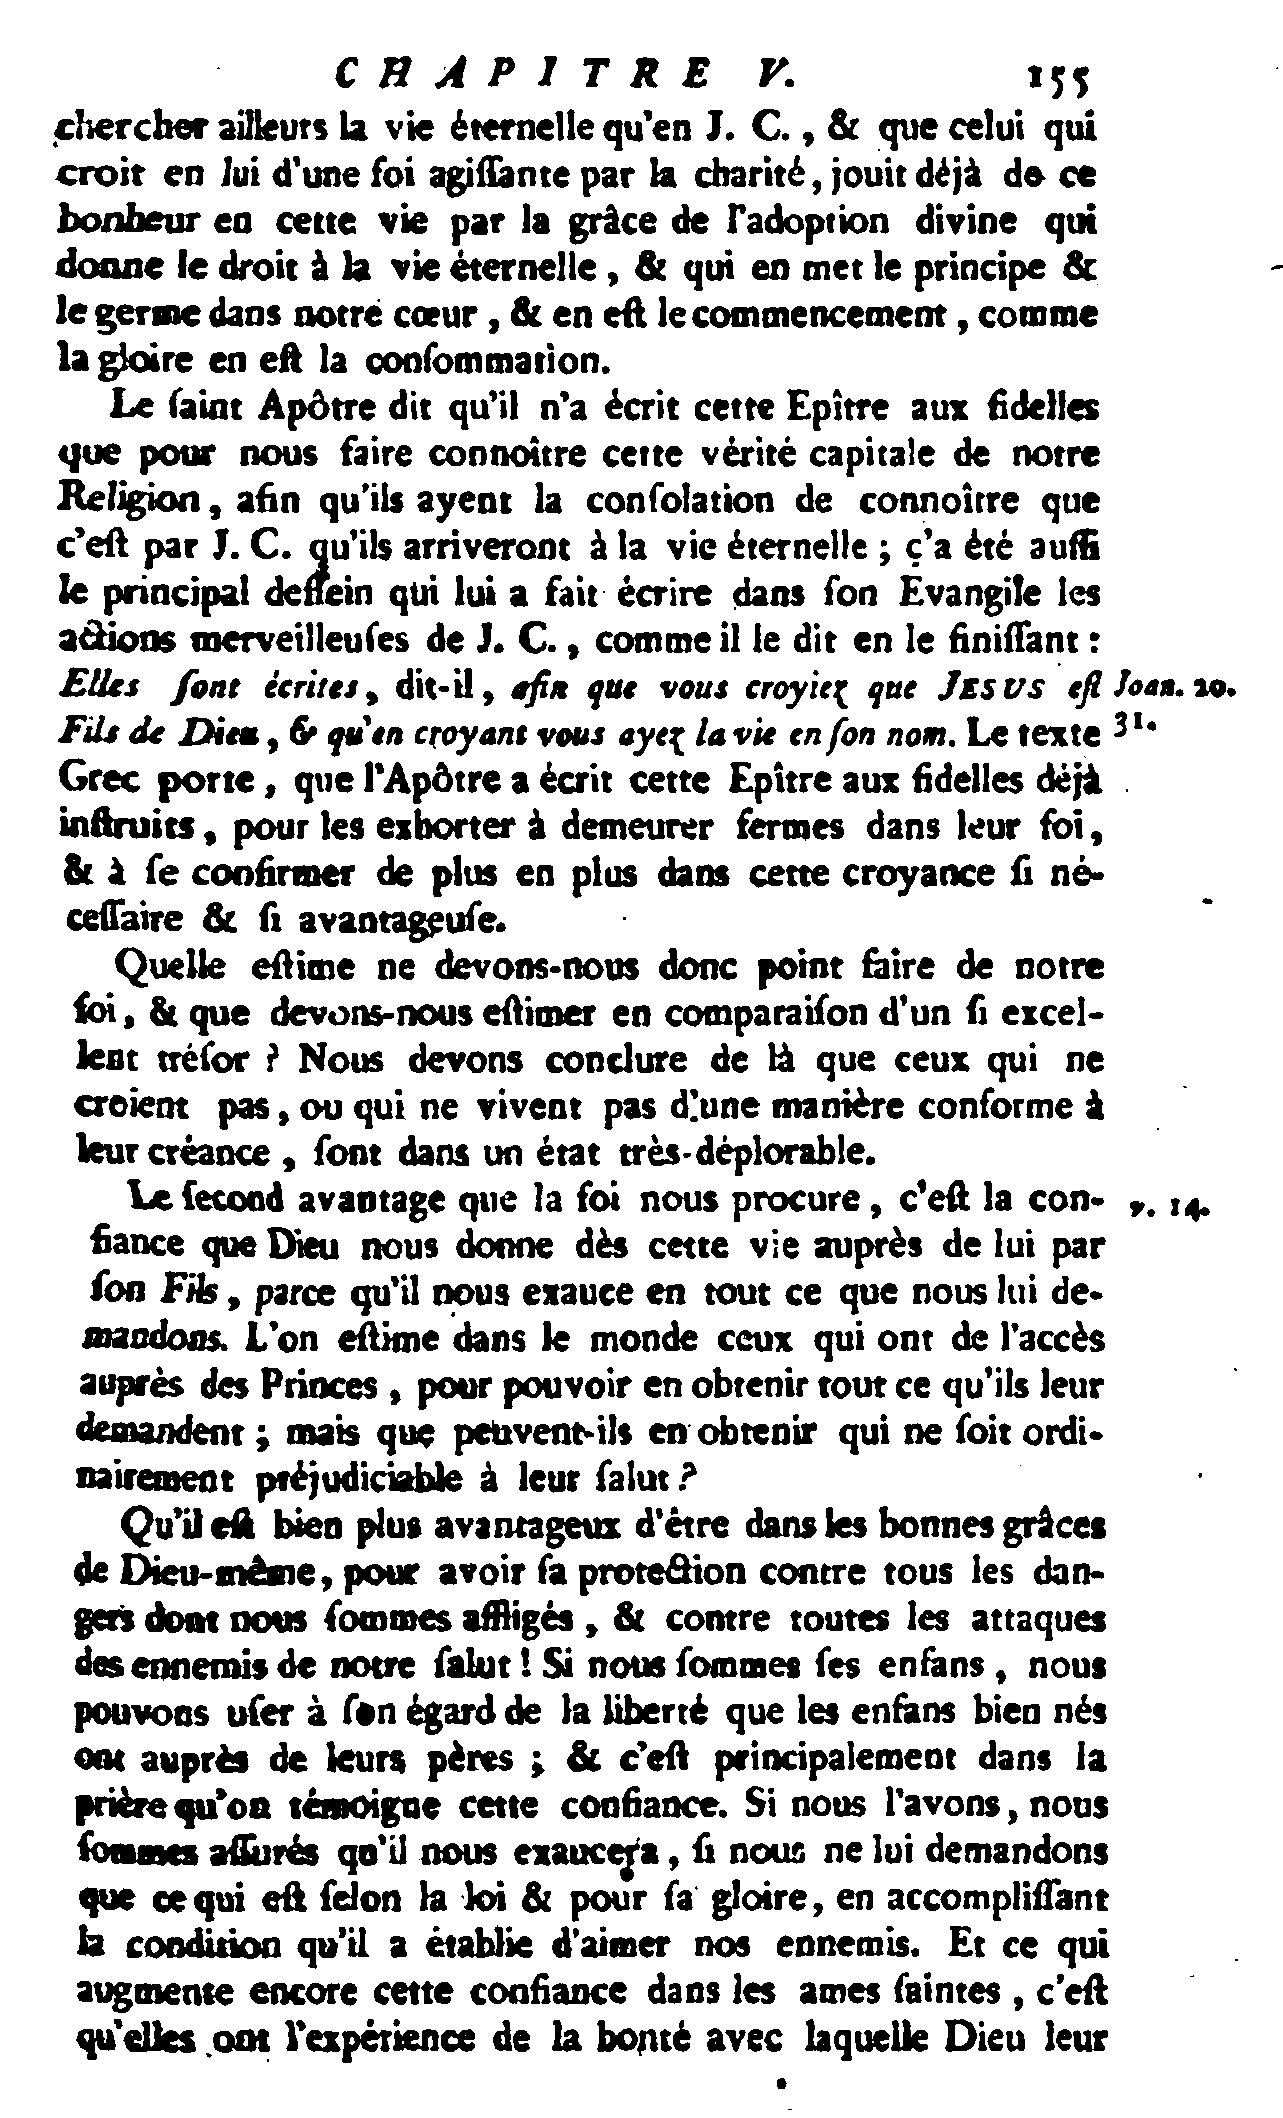 CHAPITRE V. 155
chercher ailleurs la vie éternelle qu'en J. C., & que celui qui
croit en lui d'une foi agiſſante par la charité, jouit déjà de ce
bonheur en cette vie par la grâce de l'adoption divine qui
donne le droit à la vie éternelle, & qui en met le principe &
le germe dans notre cœur, & en eſt le commencement, comme
la gloire en eſt la conſommation.
Le ſaint Apôtre dit qu'il n'a écrit cette Epître aux fidelles
que pour nous faire connoître cette vérité capitale de notre
Religion, afin qu'ils ayent la conſolation de connoître que
c'eſt par J. C. qu'ils arriveront à la vie éternelle ; ç'a été auſſi
le principal deſſein qui lui a fait écrire dans ſon Evangile les
actions merveilleuſes de J. C., comme il le dit en le finiſſant :
Elles ſont écrites, dit-il, afin que vous croyiez que JESUS eſt Joan. 20.
Fils de Dieu, & qu'en croyant vous ayez la vie en ſon nom. Le texte 31.
Grec porte, que l'Apôtre a écrit cette Epître aux fidelles déjà
inſtruits, pour les exhorter à demeurer fermes dans leur foi,
& à ſe confirmer de plus en plus dans cette croyance ſi né-
ceſſaire & ſi avantageuſe.
Quelle eſtime ne devons-nous donc point faire de notre
foi, & que devons-nous eſtimer en comparaiſon d'un ſi excel-
lent tréſor ? Nous devons conclure de là que ceux qui ne
croient pas, ou qui ne vivent pas d'une manière conforme à
leur créance, ſont dans un état très-déplorable.
Le ſecond avantage que la foi nous procure, c'eſt la con- v. 14.
fiance que Dieu nous donne dès cette vie auprès de lui par
ſon Fils, parce qu'il nous exauce en tout ce que nous lui de-
mandons. L'on eſtime dans le monde ceux qui ont de l'accès
auprès des Princes, pour pouvoir en obtenir tout ce qu'ils leur
demandent ; mais que peuvent-ils en obtenir qui ne ſoit ordi-
nairement préjudiciable à leur ſalut ?
Qu'il eſt bien plus avantageux d'être dans les bonnes grâces
de Dieu-même, pour avoir ſa protection contre tous les dan-
gers dont nous ſommes affligés, & contre toutes les attaques
des ennemis de notre ſalut ! Si nous ſommes ſes enfans, nous
pouvons uſer à ſon égard de la liberté que les enfans bien nés
ont auprès de leurs pères ; & c'eſt principalement dans la
prière qu'on témoigne cette confiance. Si nous l'avons, nous
ſommes aſſurés qu'il nous exaucera, ſi nous ne lui demandons
que ce qui eſt ſelon la loi & pour ſa gloire, en accompliſſant
la condition qu'il a établie d'aimer nos ennemis. Et ce qui
augmente encore cette confiance dans les ames ſaintes, c'eſt
qu'elles ont l'expérience de la bonté avec laquelle Dieu leur